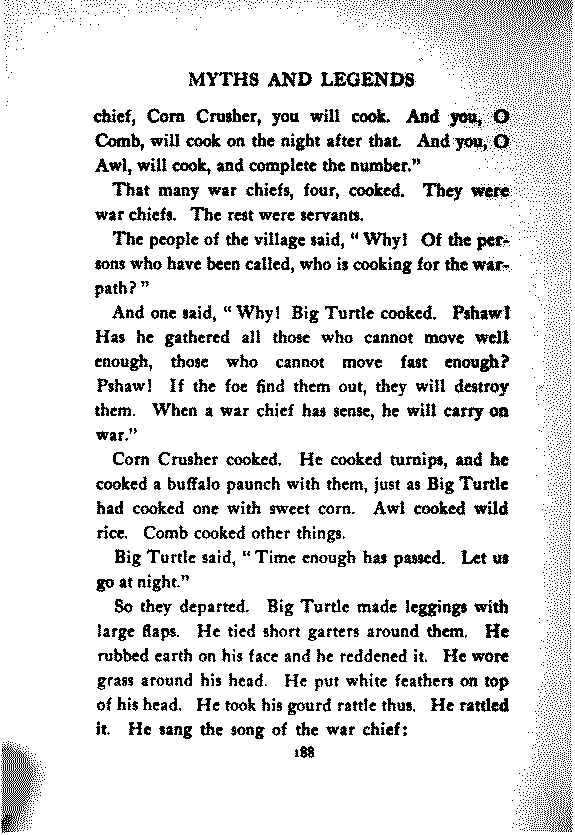 MYTHS AND LEGENDS
chief, Corn Crusher, you will cook. And you, O
Comb, will cook on the night after that. And you, O
Awl, will cook, and complete the number."
That many war chiefs, four, cooked. They were
war chiefs. The rest were servants.
The people of the village said, "Why! Of the per-
sons who have been called, who is cooking for the war-
path?"
And one said, "Why! Big Turtle cooked. Pshaw!
Has he gathered all those who cannot move well
enough, those who cannot move fast enough?
Pshaw! If the foe find them out, they will destroy
them. When a war chief has sense, he will carry on
war."
Corn Crusher cooked. He cooked turnips, and he
cooked a buffalo paunch with them, just as Big Turtle
had cooked one with sweet corn. Awl cooked wild
rice. Comb cooked other things.
Big Turtle said, "Time enough has passed. Let us
go at night."
So they departed. Big Turtle made leggings with
large flaps. He tied short garters around them. He
rubbed earth on his face and he reddened it. He wore
grass around his head. He put white feathers on top
of his head. He took his gourd rattle thus. He rattled
it. He sang the song of the war chief:
188